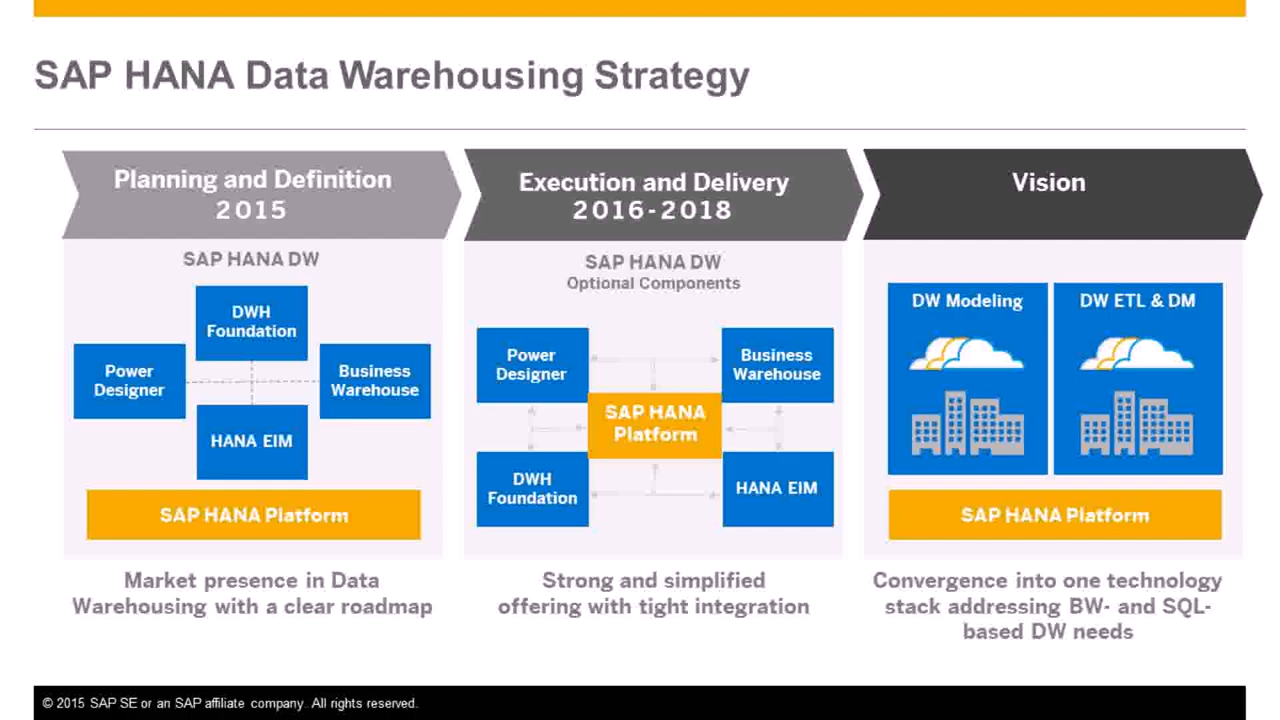 SAP HANA Data Warehousing Strategy
Planning and Definition
2015
SAP HANA DW
DWH
Foundation
Power
Designer
Business
Warehouse
HANA EIM
SAP HANA Platform
Market presence in Data
Warehousing with a clear roadmap
Execution and Delivery
2016-2018
SAP HANA DW
Optional Components
Power
Designer
Business
Warehouse
SAP HANA
Platform
DWH
Foundation
HANA EIM
Strong and simplified
offering with tight integration
Vision
DW Modeling
DW ETL & DM
SAP HANA Platform
Convergence into one technology
stack addressing BW- and SQL-
based DW needs
© 2015 SAP SE or an SAP affiliate company. All rights reserved.